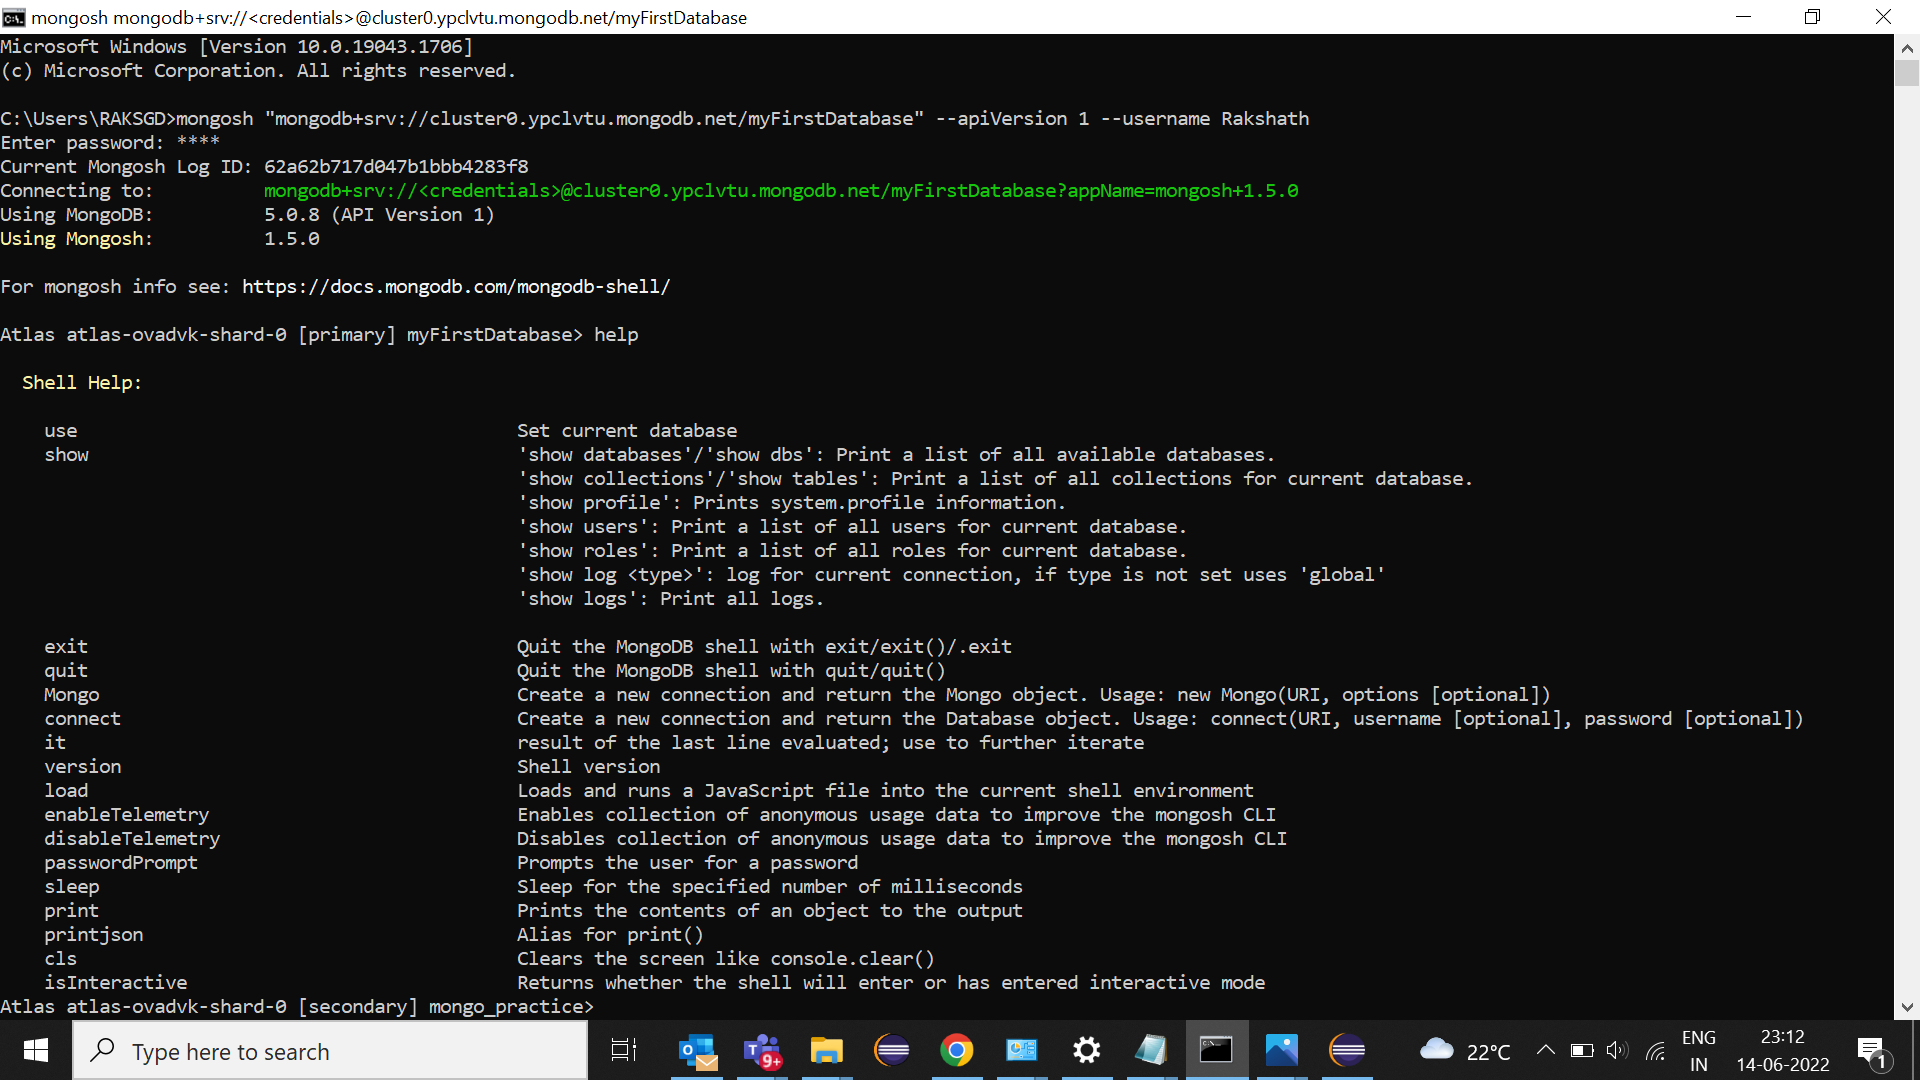 mongosh mongodb+srv://<credentials>@cluster0.ypclvtu.mongodb.net/myFirstDatabase
Microsoft Windows [Version 10.0.19043.1706]
(c) Microsoft Corporation. All rights reserved.
C:\Users\RAKSGD>mongosh "mongodb+srv://cluster0.ypclvtu.mongodb.net/myFirstDatabase" --apiVersion 1 --username Rakshath
Enter password: ****
Current Mongosh Log ID: 62a62b717d047b1bbb4283f8
Connecting to: mongodb+srv://<credentials>@cluster0.ypclvtu.mongodb.net/myFirstDatabase?appName=mongosh+1.5.0
Using MongoDB: 5.0.8 (API Version 1)
Using Mongosh: 1.5.0
For mongosh info see: https://docs.mongodb.com/mongodb-shell/
Atlas atlas-ovadvk-shard-0 [primary] myFirstDatabase> help
Shell Help:
use Set current database
show 'show databases'/'show dbs': Print a list of all available databases.
'show collections'/'show tables': Print a list of all collections for current database.
'show profile': Prints system.profile information.
'show users': Print a list of all users for current database.
'show roles': Print a list of all roles for current database.
'show log <type>': log for current connection, if type is not set uses 'global'
'show logs': Print all logs.
exit Quit the MongoDB shell with exit/exit()/.exit
quit Quit the MongoDB shell with quit/quit()
Mongo Create a new connection and return the Mongo object. Usage: new Mongo(URI, options [optional])
connect Create a new connection and return the Database object. Usage: connect(URI, username [optional], password [optional])
it result of the last line evaluated; use to further iterate
version Shell version
load Loads and runs a JavaScript file into the current shell environment
enableTelemetry Enables collection of anonymous usage data to improve the mongosh CLI
disableTelemetry Disables collection of anonymous usage data to improve the mongosh CLI
passwordPrompt Prompts the user for a password
sleep Sleep for the specified number of milliseconds
print Prints the contents of an object to the output
printjson Alias for print()
cls Clears the screen like console.clear()
isInteractive Returns whether the shell will enter or has entered interactive mode
Atlas atlas-ovadvk-shard-0 [secondary] mongo_practice>
Type here to search
9+
22°C
ENG
IN
23:12
14-06-2022
1